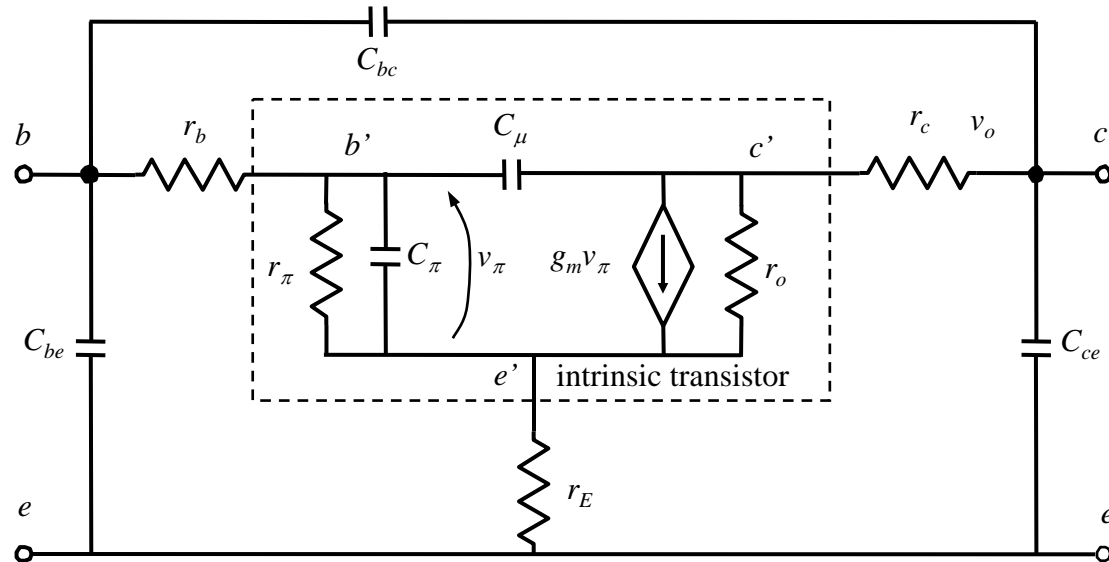 C_bc
b
r_b
b’
C_μ
c’
r_c
v_o
c
r_π
C_π
v_π
g_m v_π
r_o
C_be
C_ce
e’
intrinsic transistor
r_E
e
e